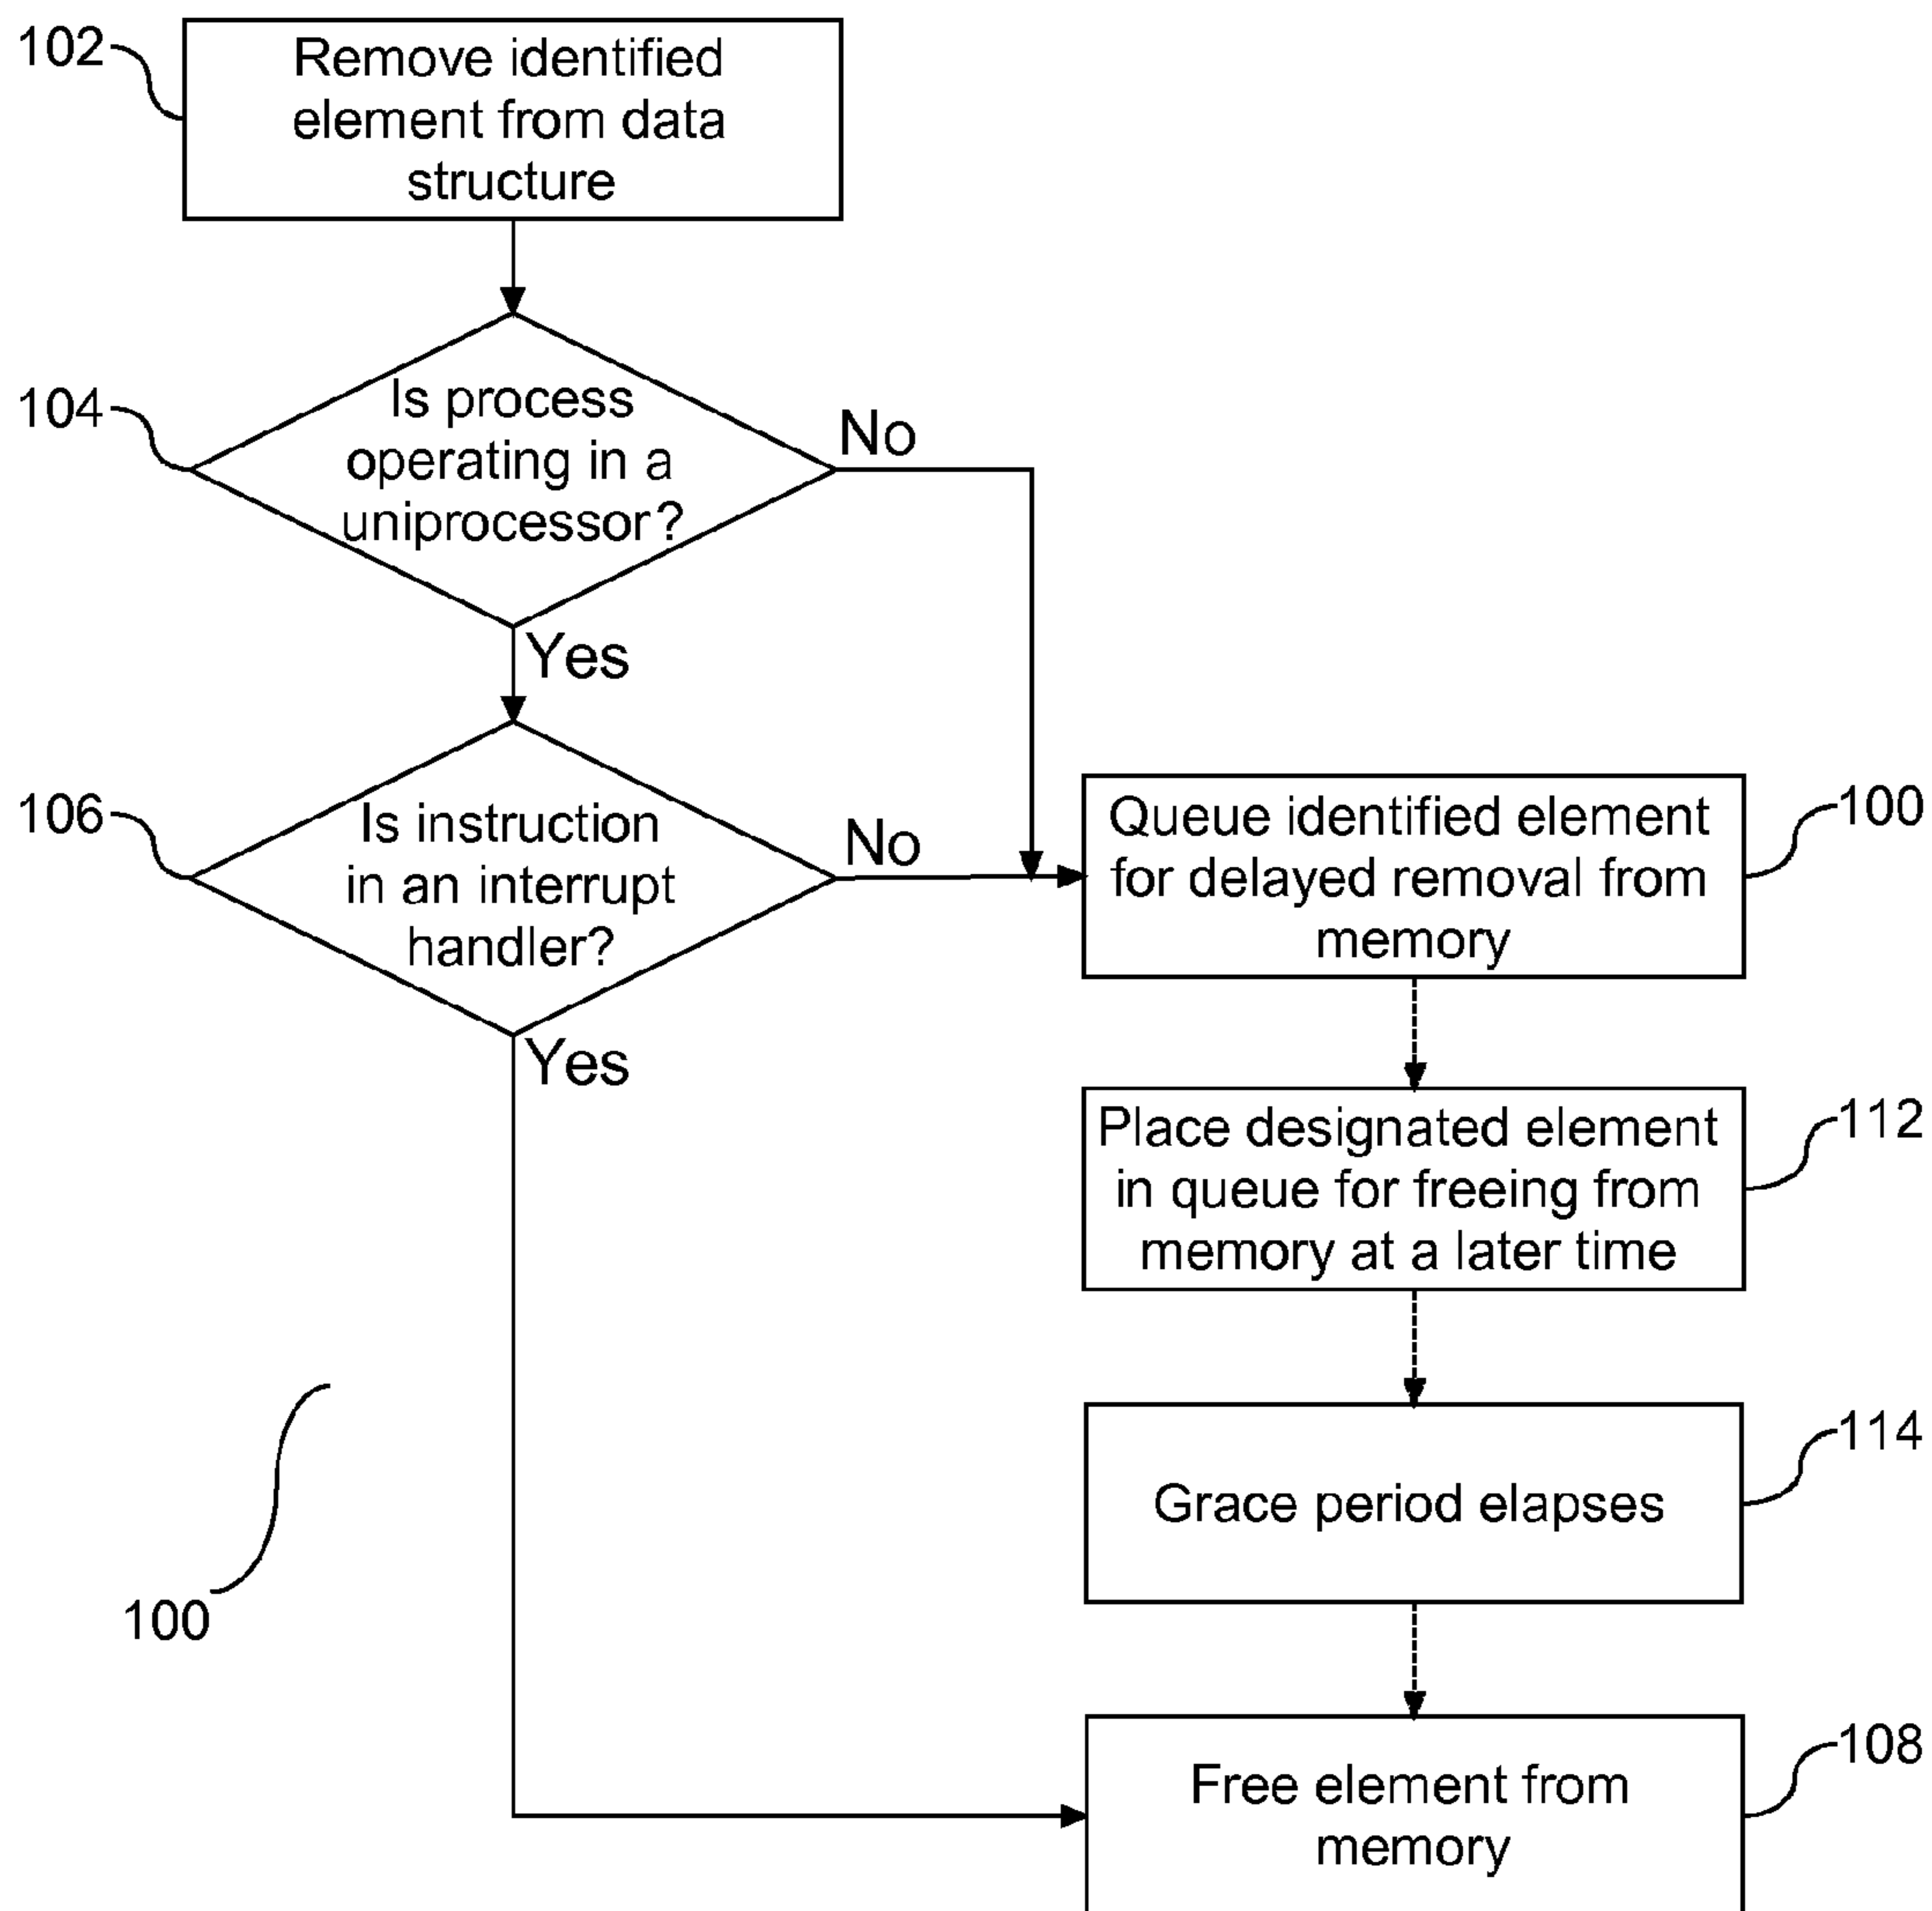 102
Remove identified
element from data
structure
104
Is process
operating in a
uniprocessor?
No
Yes
106
Is instruction
in an interrupt
handler?
No
Yes
Queue identified element
for delayed removal from
memory
100
Place designated element
in queue for freeing from
memory at a later time
112
Grace period elapses
114
100
Free element from
memory
108